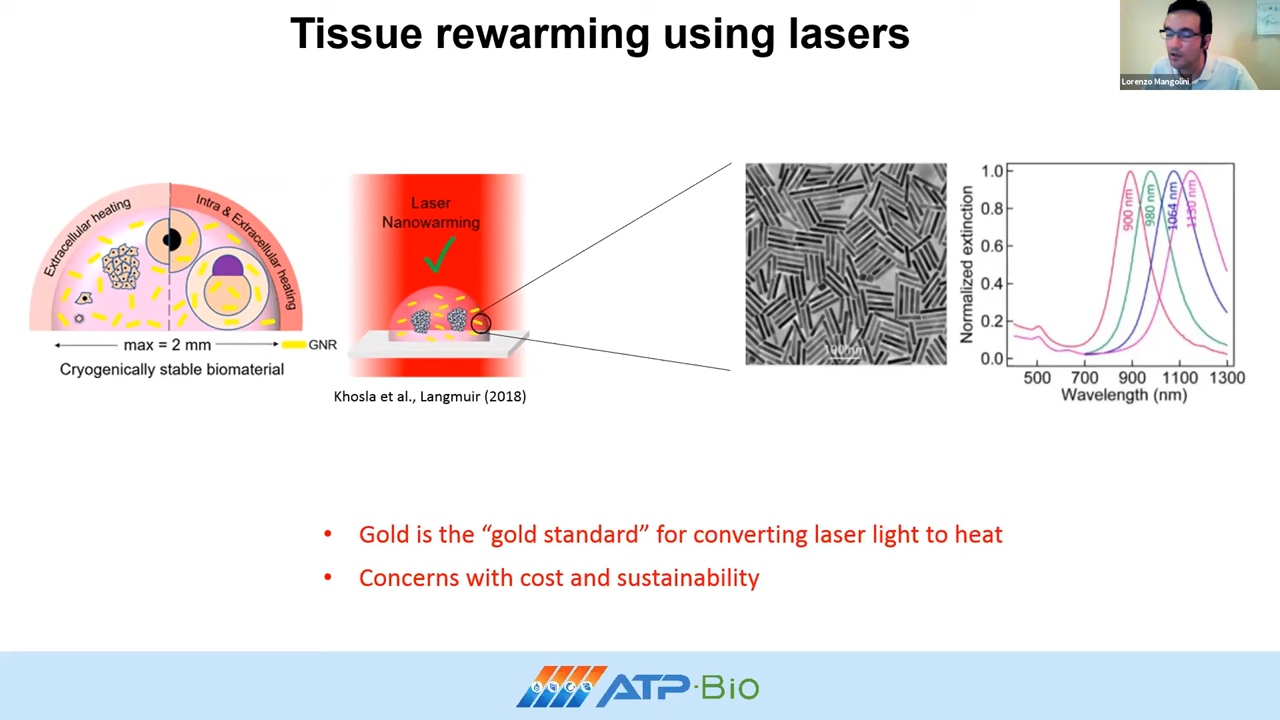 Tissue rewarming using lasers
Lorenzo Mangolini
Extracellular heating
Intra & Extracellular heating
max = 2 mm
GNR
Cryogenically stable biomaterial
Laser
Nanowarming
Khosla et al., Langmuir (2018)
100nm
Normalized extinction
1.0
0.8
0.6
0.4
0.2
0.0
900 nm
980 nm
1064 nm
1130 nm
500 700 900 1100 1300
Wavelength (nm)
• Gold is the “gold standard” for converting laser light to heat
• Concerns with cost and sustainability
ATP-Bio